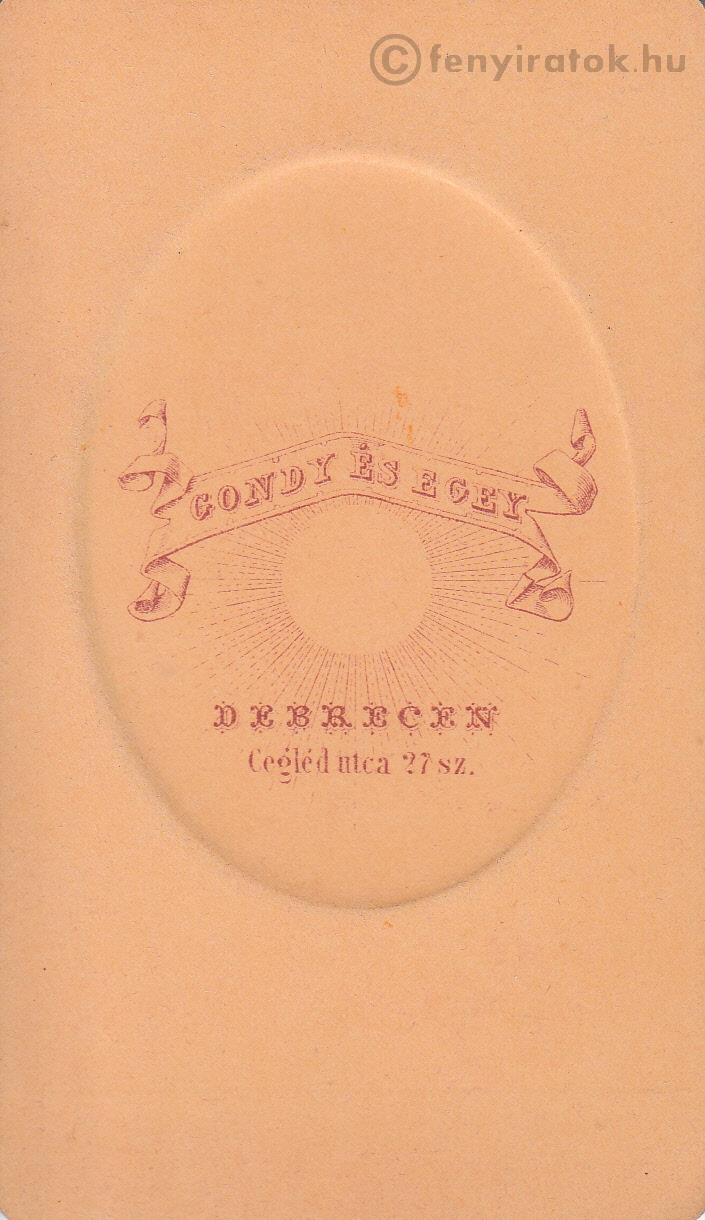 ©fenyiratok.hu
GONDY ÉS EGEY
DEBRECEN
Cegléd utca 27 sz.